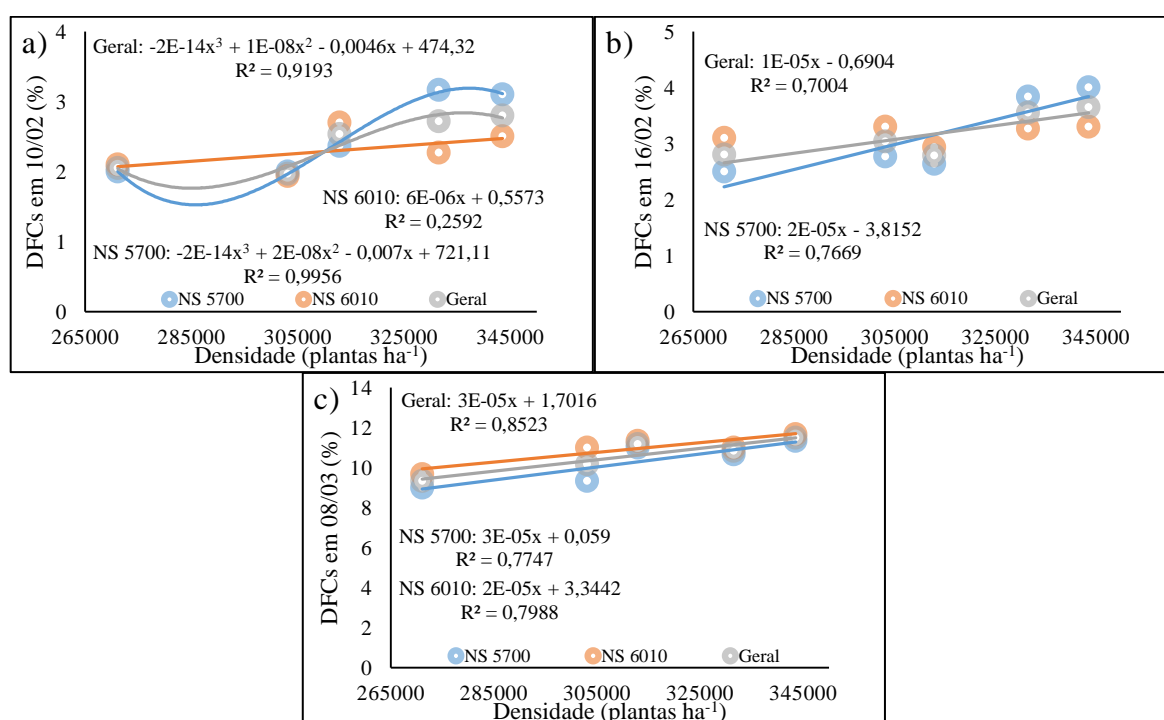 a)
Geral: -2E-14x³ + 1E-08x² - 0,0046x + 474,32
R² = 0,9193
NS 6010: 6E-06x + 0,5573
R² = 0,2592
NS 5700: -2E-14x³ + 2E-08x² - 0,007x + 721,11
R² = 0,9956
DFCs em 10/02 (%)
4
3
2
1
0
NS 5700 NS 6010 Geral
265000 285000 305000 325000 345000
Densidade (plantas ha⁻¹)
b)
Geral: 1E-05x - 0,6904
R² = 0,7004
NS 5700: 2E-05x - 3,8152
R² = 0,7669
DFCs em 16/02 (%)
5
4
3
2
1
0
NS 5700 NS 6010 Geral
265000 285000 305000 325000 345000
Densidade (plantas ha⁻¹)
c)
Geral: 3E-05x + 1,7016
R² = 0,8523
NS 5700: 3E-05x + 0,059
R² = 0,7747
NS 6010: 2E-05x + 3,3442
R² = 0,7988
DFCs em 08/03 (%)
14
12
10
8
6
4
2
0
NS 5700 NS 6010 Geral
265000 285000 305000 325000 345000
Densidade (plantas ha⁻¹)